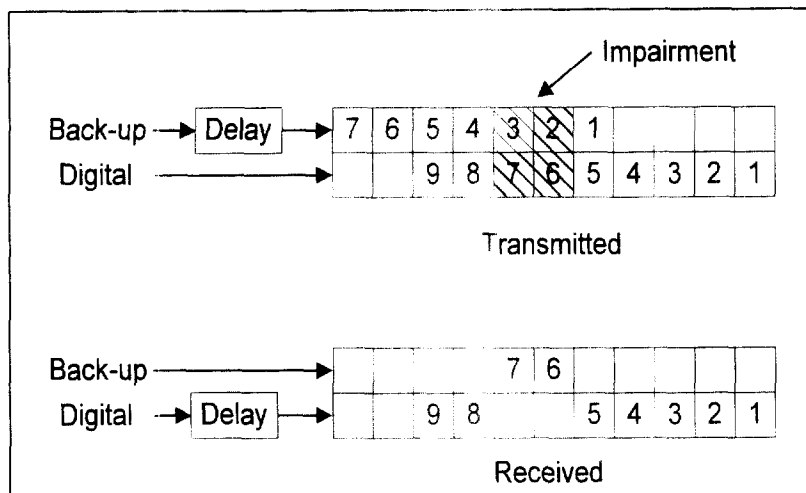 Impairment
Back-up Delay 7 6 5 4 3 2 1
Digital 9 8 7 6 5 4 3 2 1
Transmitted
Back-up 7 6
Digital Delay 9 8 5 4 3 2 1
Received